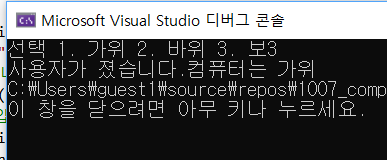 Microsoft Visual Studio 디버그 콘솔
선택 1. 가위 2. 바위 3. 보3
사용자가 졌습니다.컴퓨터는 가위
C:\Users\guest1\source\repos\1007_comp
이 창을 닫으려면 아무 키나 누르세요.